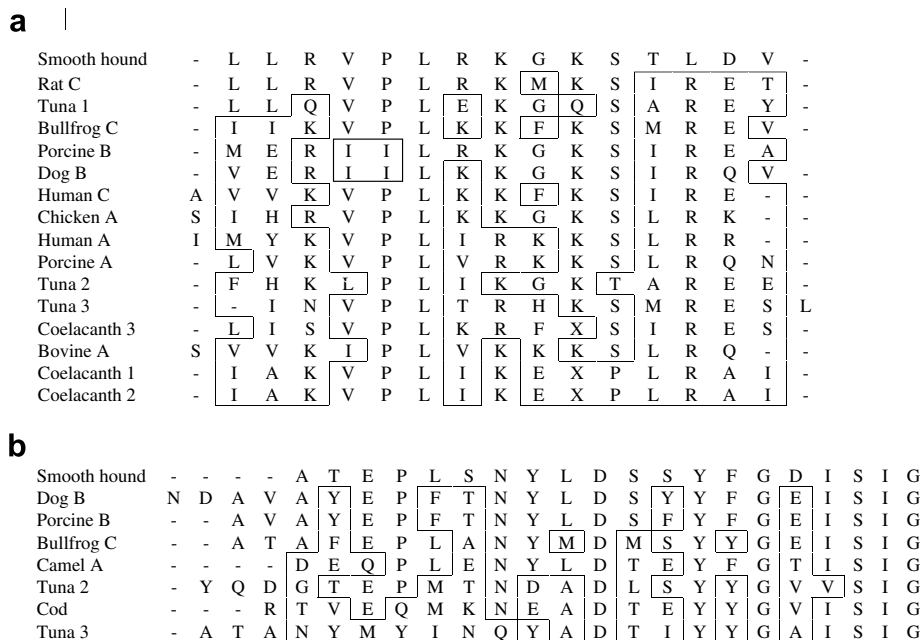 a
Smooth hound - L L R V P L R K G K S T L D V -
Rat C - L L R V P L R K M K S I R E T -
Tuna 1 - L L Q V P L E K G Q S A R E Y -
Bullfrog C - I I K V P L K K F K S M R E V -
Porcine B - M E R I I L R K G K S I R E A -
Dog B - V E R I I L K K G K S I R Q V -
Human C A V V K V P L K K F K S I R E - -
Chicken A S I H R V P L K K G K S L R K - -
Human A I M Y K V P L I R K K S L R R - -
Porcine A - L V K V P L V R K K S L R Q N -
Tuna 2 - F H K L P L I K G K T A R E E -
Tuna 3 - - I N V P L T R H K S M R E S L
Coelacanth 3 - L I S V P L K R F X S I R E S -
Bovine A S V V K I P L V K K K S L R Q - -
Coelacanth 1 - I A K V P L I K E X P L R A I -
Coelacanth 2 - I A K V P L I K E X P L R A I -
b
Smooth hound - - - - A T E P L S N Y L D S S Y F G D I S I G
Dog B N D A V A Y E P F T N Y L D S Y Y F G E I S I G
Porcine B - - A V A Y E P F T N Y L D S F Y F G E I S I G
Bullfrog C - - A T A F E P L A N Y M D M S Y Y G E I S I G
Camel A - - - - D E Q P L E N Y L D T E Y F G T I S I G
Tuna 2 - Y Q D G T E P M T N D A D L S Y Y G V V S I G
Cod - - - R T V E Q M K N E A D T E Y Y G V I S I G
Tuna 3 - A T A N Y M Y I N Q Y A D T I Y Y G A I S I G